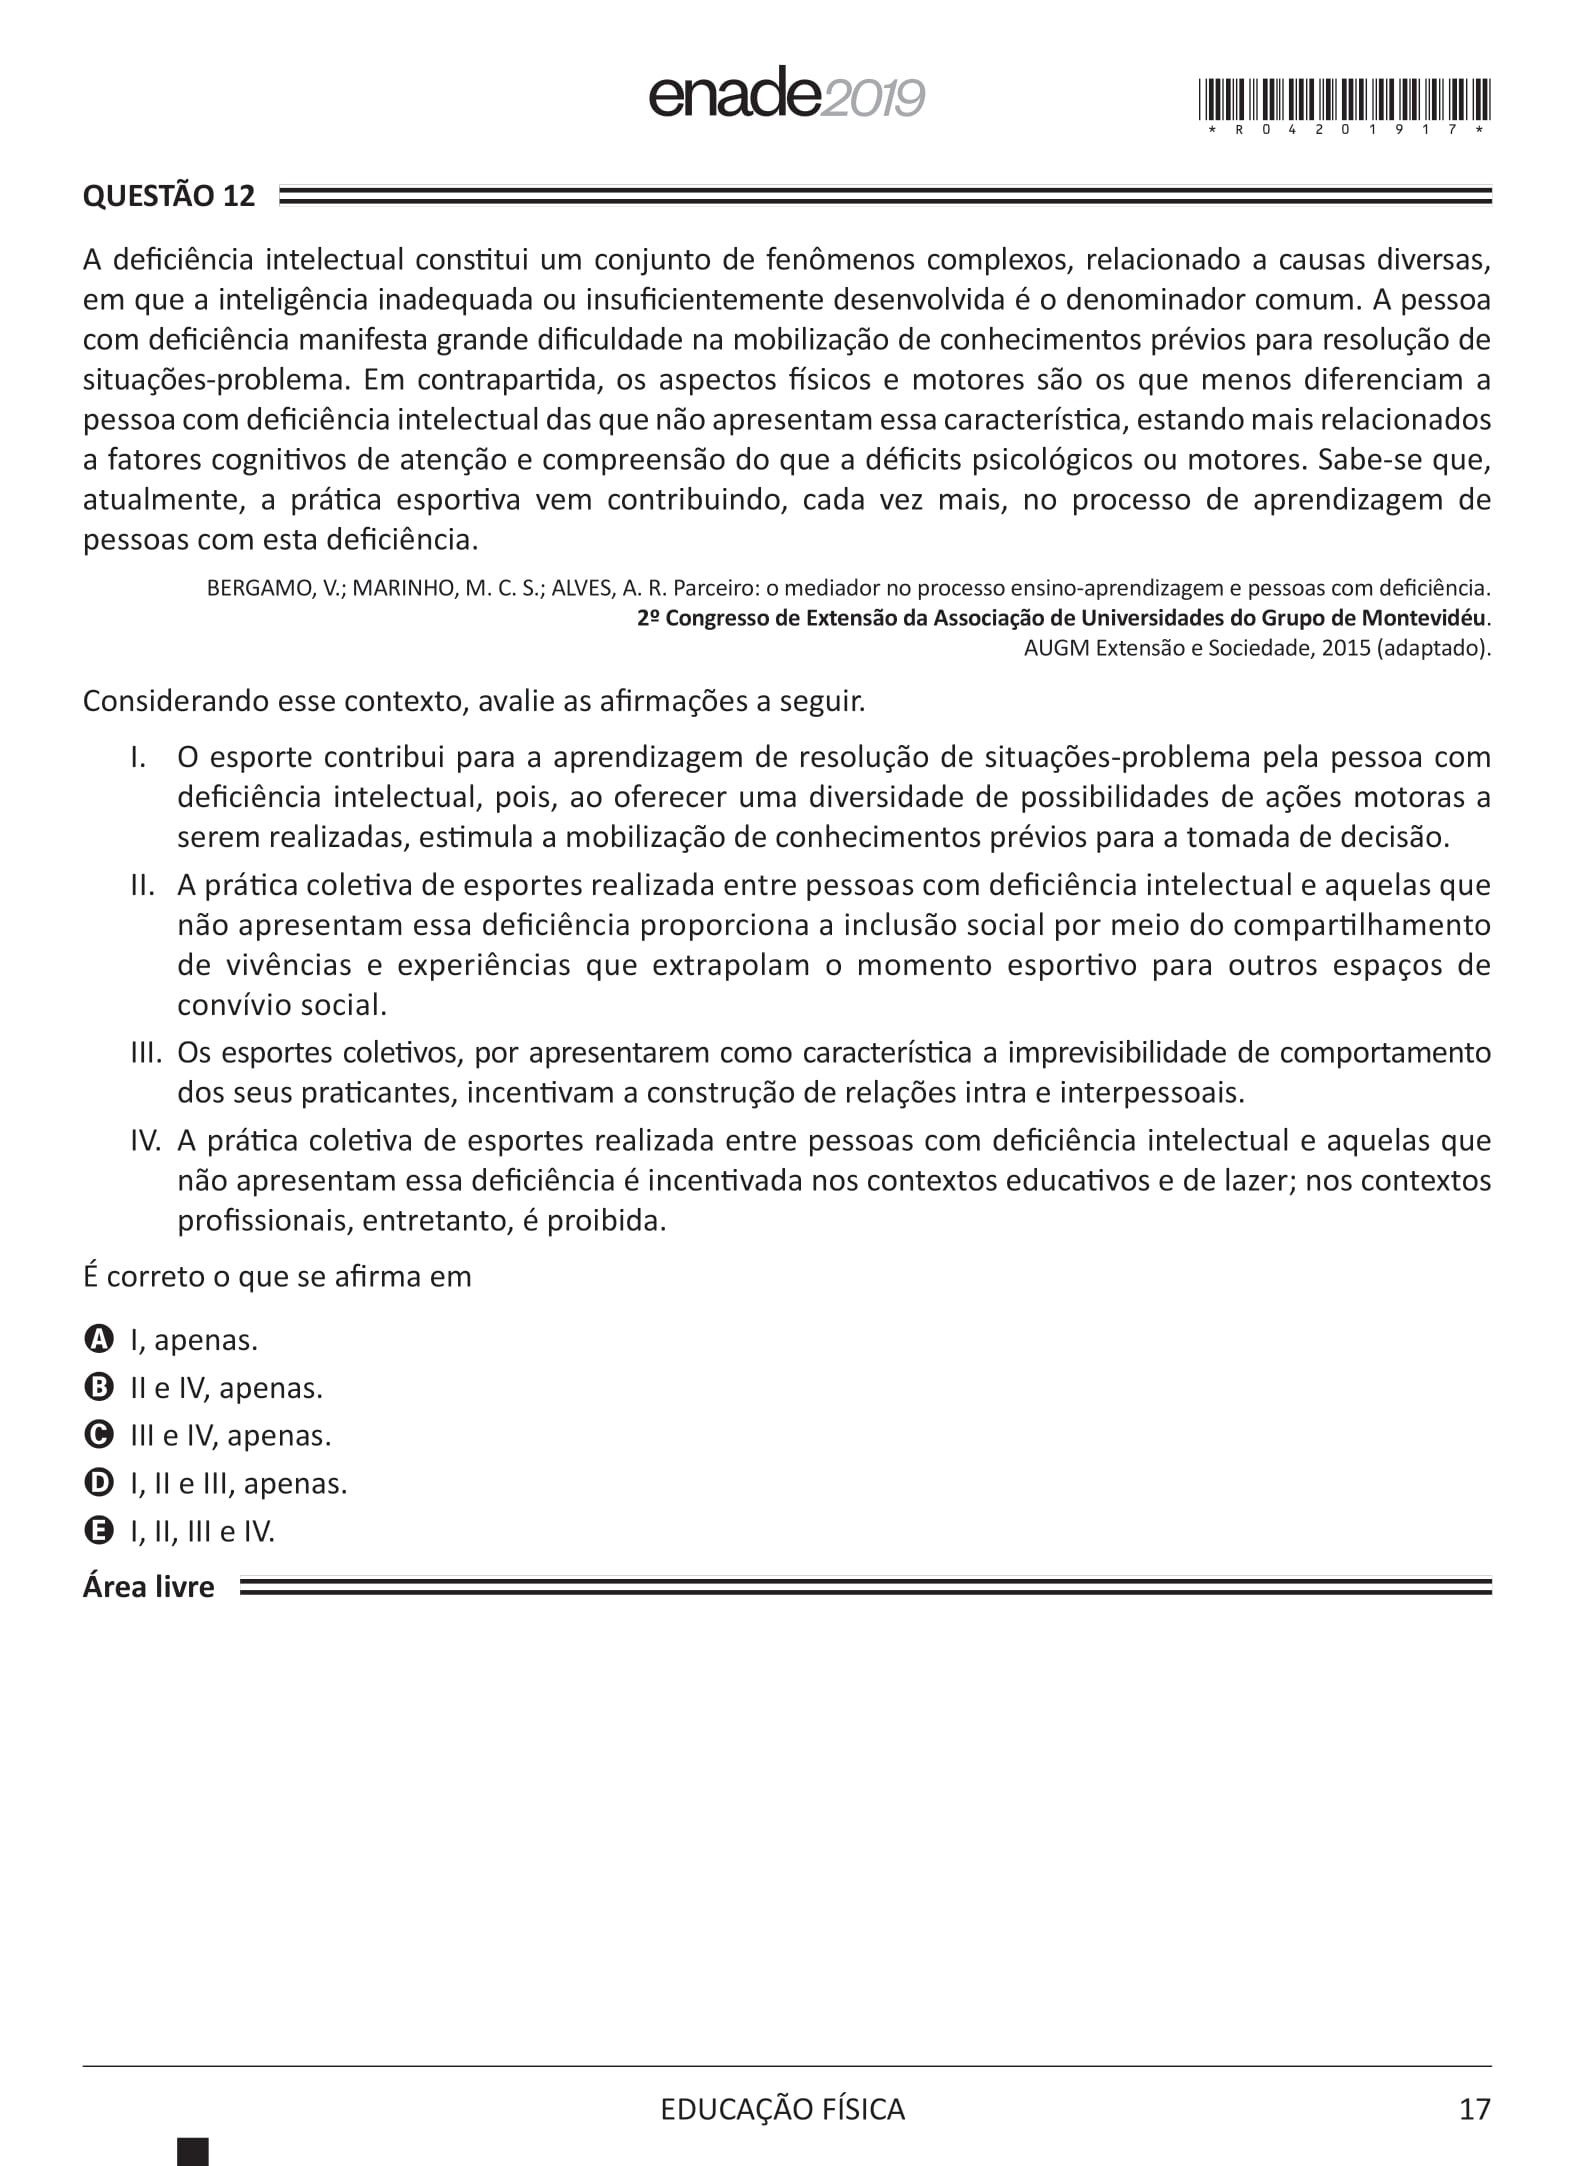 enade2019
*R04201917*
QUESTÃO 12
A deficiência intelectual constitui um conjunto de fenômenos complexos, relacionado a causas diversas,
em que a inteligência inadequada ou insuficientemente desenvolvida é o denominador comum. A pessoa
com deficiência manifesta grande dificuldade na mobilização de conhecimentos prévios para resolução de
situações-problema. Em contrapartida, os aspectos físicos e motores são os que menos diferenciam a
pessoa com deficiência intelectual das que não apresentam essa característica, estando mais relacionados
a fatores cognitivos de atenção e compreensão do que a déficits psicológicos ou motores. Sabe-se que,
atualmente, a prática esportiva vem contribuindo, cada vez mais, no processo de aprendizagem de
pessoas com esta deficiência.
BERGAMO, V.; MARINHO, M. C. S.; ALVES, A. R. Parceiro: o mediador no processo ensino-aprendizagem e pessoas com deficiência.
2º Congresso de Extensão da Associação de Universidades do Grupo de Montevidéu.
AUGM Extensão e Sociedade, 2015 (adaptado).
Considerando esse contexto, avalie as afirmações a seguir.
I. O esporte contribui para a aprendizagem de resolução de situações-problema pela pessoa com
deficiência intelectual, pois, ao oferecer uma diversidade de possibilidades de ações motoras a
serem realizadas, estimula a mobilização de conhecimentos prévios para a tomada de decisão.
II. A prática coletiva de esportes realizada entre pessoas com deficiência intelectual e aquelas que
não apresentam essa deficiência proporciona a inclusão social por meio do compartilhamento
de vivências e experiências que extrapolam o momento esportivo para outros espaços de
convívio social.
III. Os esportes coletivos, por apresentarem como característica a imprevisibilidade de comportamento
dos seus praticantes, incentivam a construção de relações intra e interpessoais.
IV. A prática coletiva de esportes realizada entre pessoas com deficiência intelectual e aquelas que
não apresentam essa deficiência é incentivada nos contextos educativos e de lazer; nos contextos
profissionais, entretanto, é proibida.
É correto o que se afirma em
A I, apenas.
B II e IV, apenas.
C III e IV, apenas.
D I, II e III, apenas.
E I, II, III e IV.
Área livre
EDUCAÇÃO FÍSICA
17